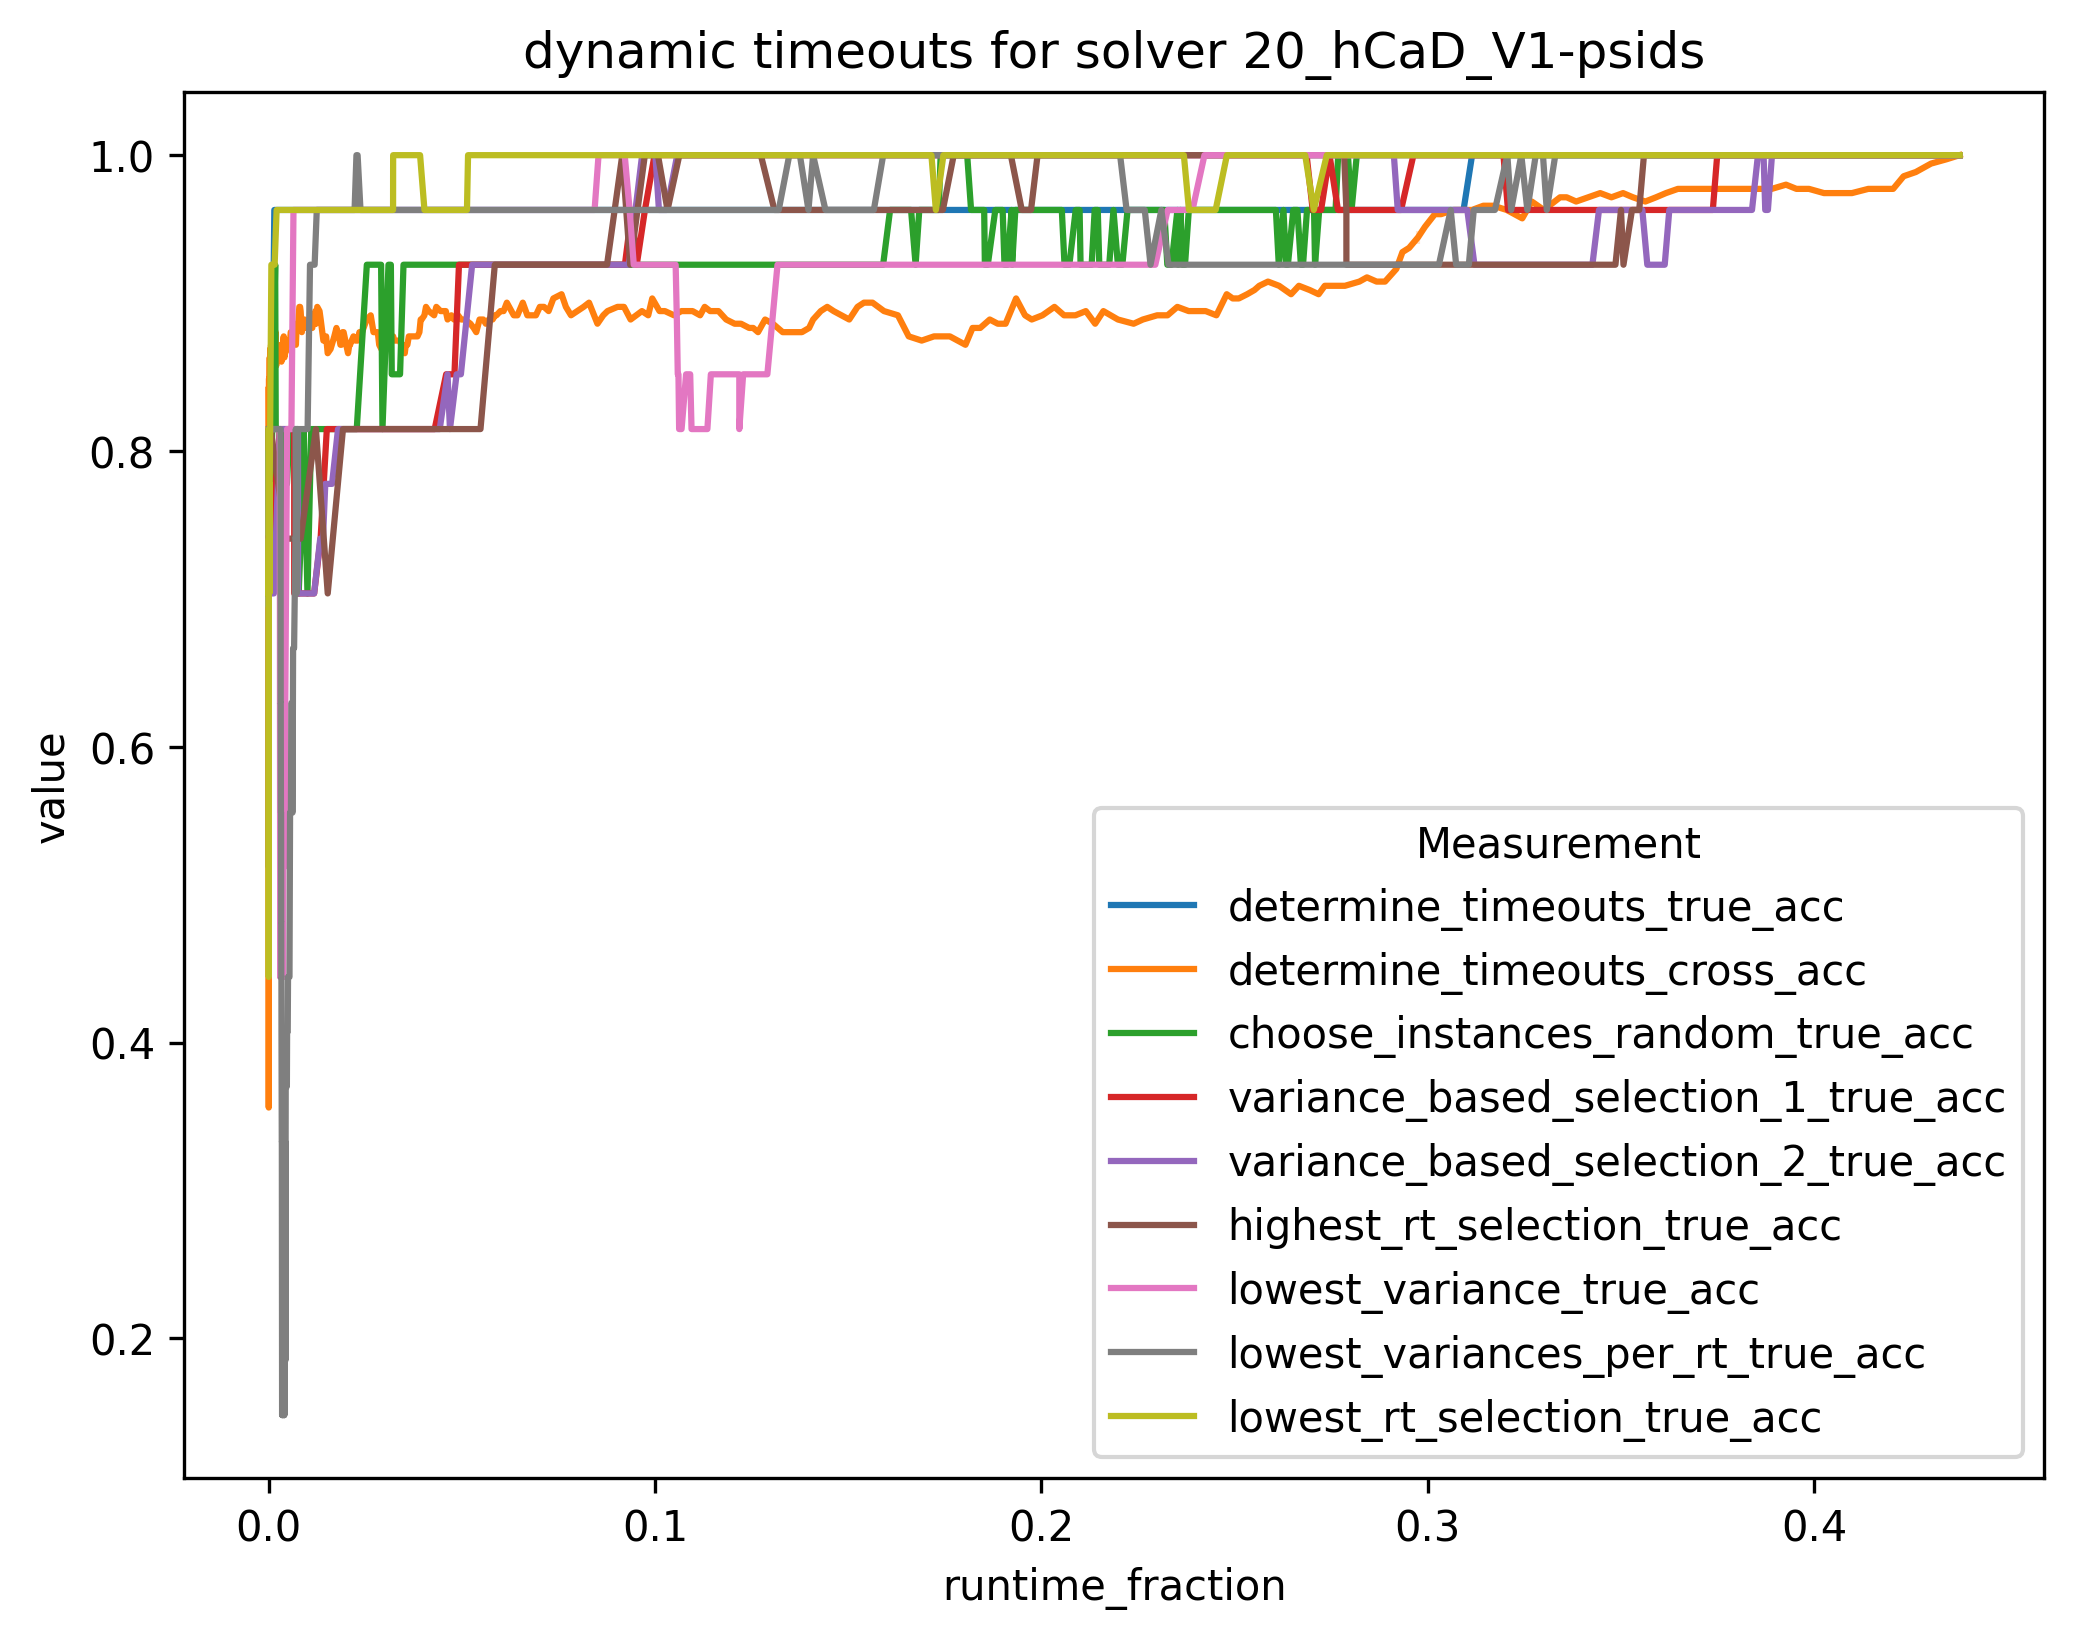 dynamic timeouts for solver 20_hCaD_V1-psids
1.0
0.8
0.6
0.4
0.2
value
0.0
0.1
0.2
0.3
0.4
runtime_fraction
Measurement
determine_timeouts_true_acc
determine_timeouts_cross_acc
choose_instances_random_true_acc
variance_based_selection_1_true_acc
variance_based_selection_2_true_acc
highest_rt_selection_true_acc
lowest_variance_true_acc
lowest_variances_per_rt_true_acc
lowest_rt_selection_true_acc